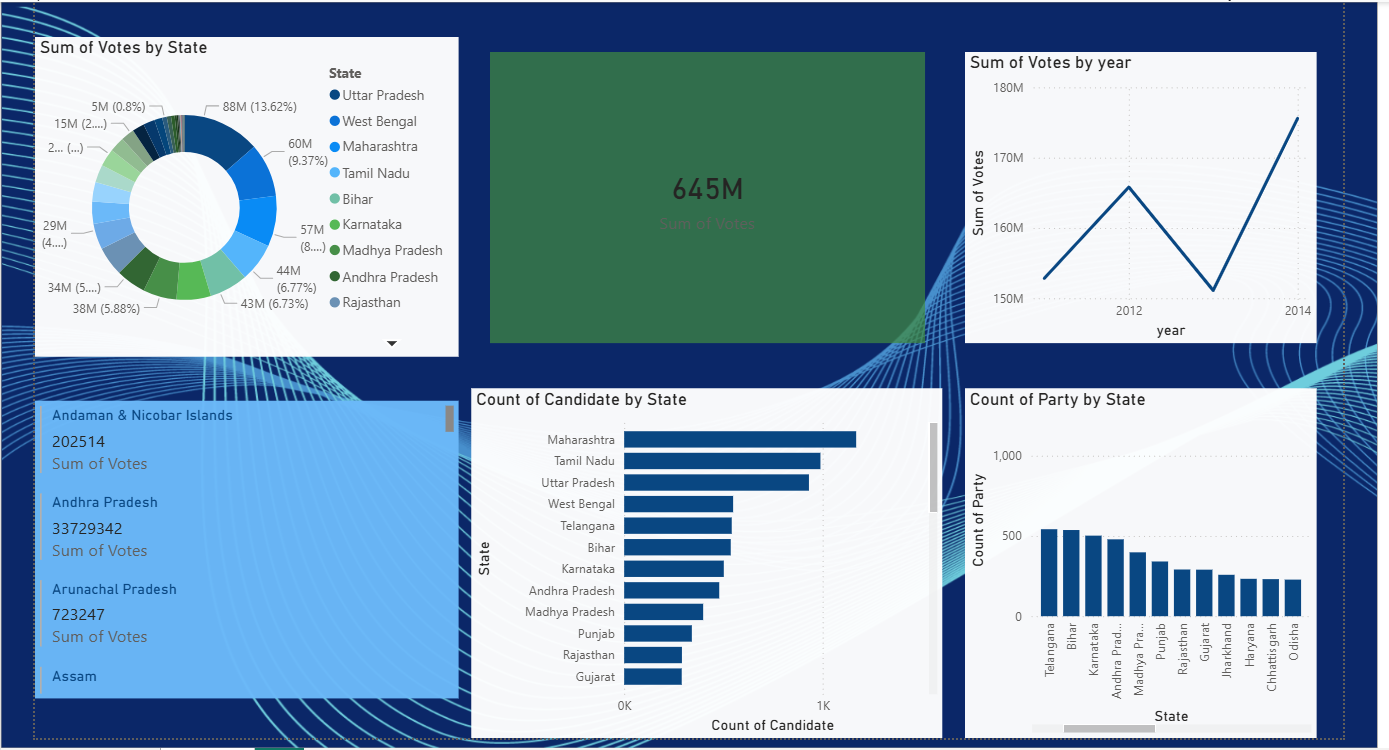 Sum of Votes by State
State
Uttar Pradesh
West Bengal
Maharashtra
Tamil Nadu
Bihar
Karnataka
Madhya Pradesh
Andhra Pradesh
Rajasthan
88M (13.62%)
60M
(9.37%)
57M
(8....)
44M
(6.77%)
43M (6.73%)
38M (5.88%)
34M (5....)
29M
(4....)
2... (...)
15M (2....)
5M (0.8%)
645M
Sum of Votes
Sum of Votes by year
Sum of Votes
180M
170M
160M
150M
2012
2014
year
Andaman & Nicobar Islands
202514
Sum of Votes
Andhra Pradesh
33729342
Sum of Votes
Arunachal Pradesh
723247
Sum of Votes
Assam
Count of Candidate by State
State
Maharashtra
Tamil Nadu
Uttar Pradesh
West Bengal
Telangana
Bihar
Karnataka
Andhra Pradesh
Madhya Pradesh
Punjab
Rajasthan
Gujarat
0K
1K
Count of Candidate
Count of Party by State
Count of Party
1,000
500
0
Telangana
Bihar
Karnataka
Andhra Prad...
Madhya Pra...
Punjab
Rajasthan
Gujarat
Jharkhand
Haryana
Chhattisgarh
Odisha
State